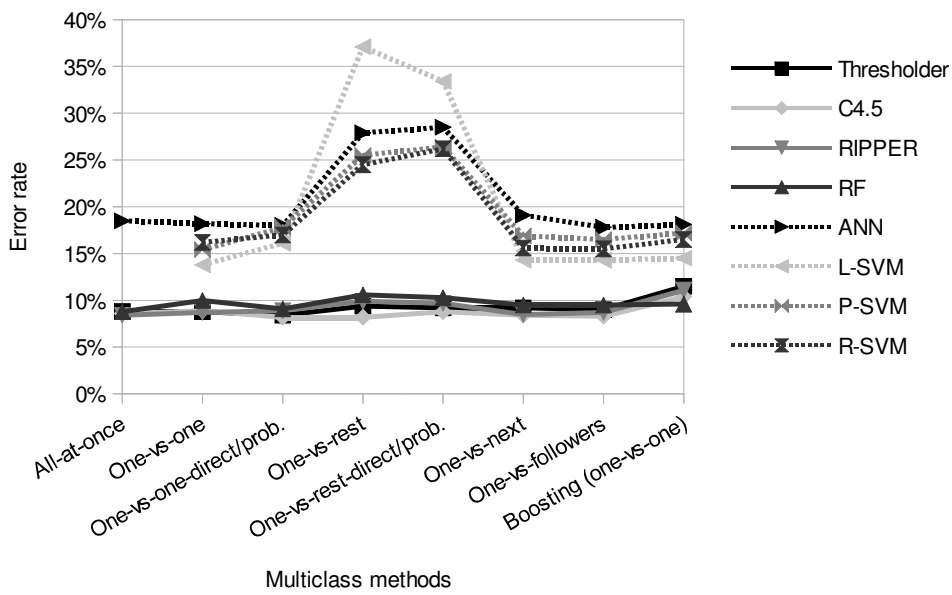 40%
35%
30%
25%
20%
15%
10%
5%
0%
Error rate
All-at-once
One-vs-one
One-vs-one-direct/prob.
One-vs-rest
One-vs-rest-direct/prob.
One-vs-next
One-vs-followers
Boosting (one-vs-one)
Multiclass methods
Thresholder
C4.5
RIPPER
RF
ANN
L-SVM
P-SVM
R-SVM